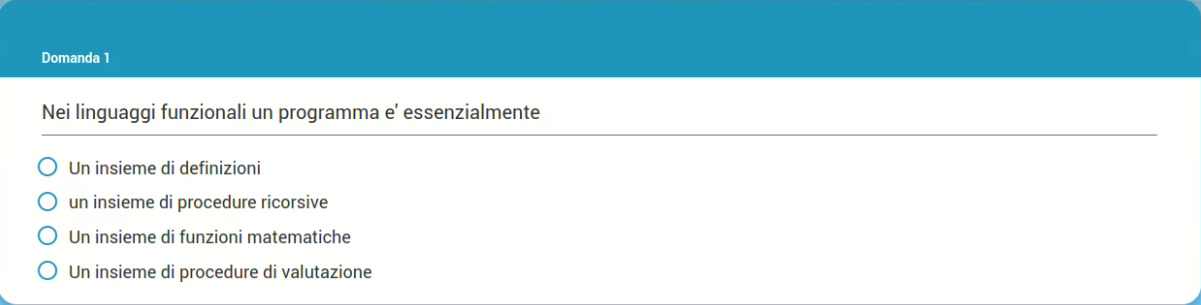 Domanda 1
Nei linguaggi funzionali un programma e' essenzialmente
Un insieme di definizioni
un insieme di procedure ricorsive
Un insieme di funzioni matematiche
Un insieme di procedure di valutazione